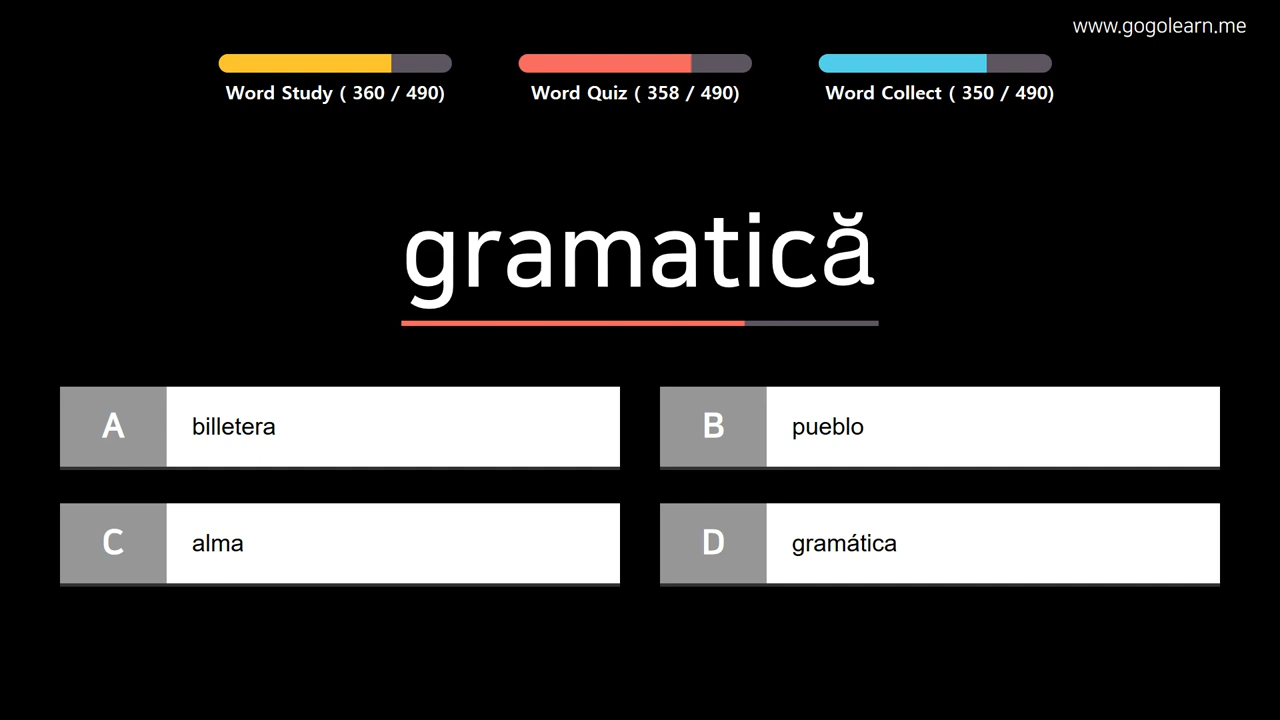 www.gogolearn.me
Word Study ( 360 / 490)
Word Quiz ( 358 / 490)
Word Collect ( 350 / 490)
gramatică
A billetera
B pueblo
C alma
D gramática